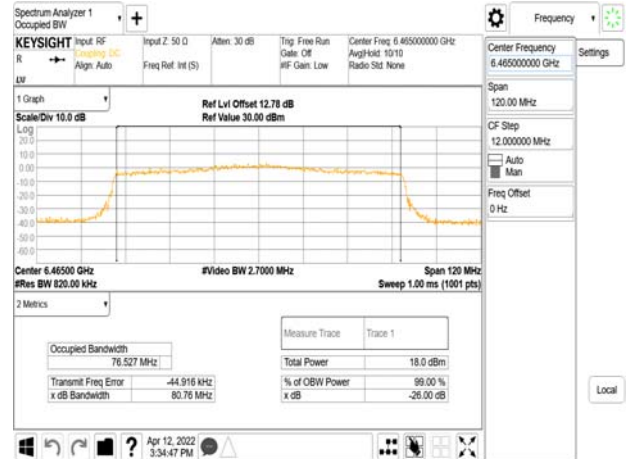 Spectrum Analyzer 1
Occupied BW
+
Frequency
KEYSIGHT Input: RF Input Z: 50 Ω Atten: 30 dB Trig: Free Run Center Freq: 6.465000000 GHz
R Coupling: DC Gate: Off Avg|Hold: 10/10
Align: Auto Freq Ref: Int (S) #IF Gain: Low Radio Std: None
Center Frequency
6.465000000 GHz
Settings
Span
120.00 MHz
CF Step
12.000000 MHz
Auto
Man
Freq Offset
0 Hz
Local
1 Graph
Ref Lvl Offset 12.78 dB
Scale/Div 10.0 dB Ref Value 30.00 dBm
Log
20.0
10.0
0.00
-10.0
-20.0
-30.0
-40.0
-50.0
-60.0
Center 6.46500 GHz #Video BW 2.7000 MHz Span 120 MHz
#Res BW 820.00 kHz Sweep 1.00 ms (1001 pts)
2 Metrics
Measure Trace Trace 1
Occupied Bandwidth
76.527 MHz
Total Power 18.0 dBm
Transmit Freq Error -44.916 kHz % of OBW Power 99.00 %
x dB Bandwidth 80.76 MHz x dB -26.00 dB
? Apr 12, 2022
3:34:47 PM